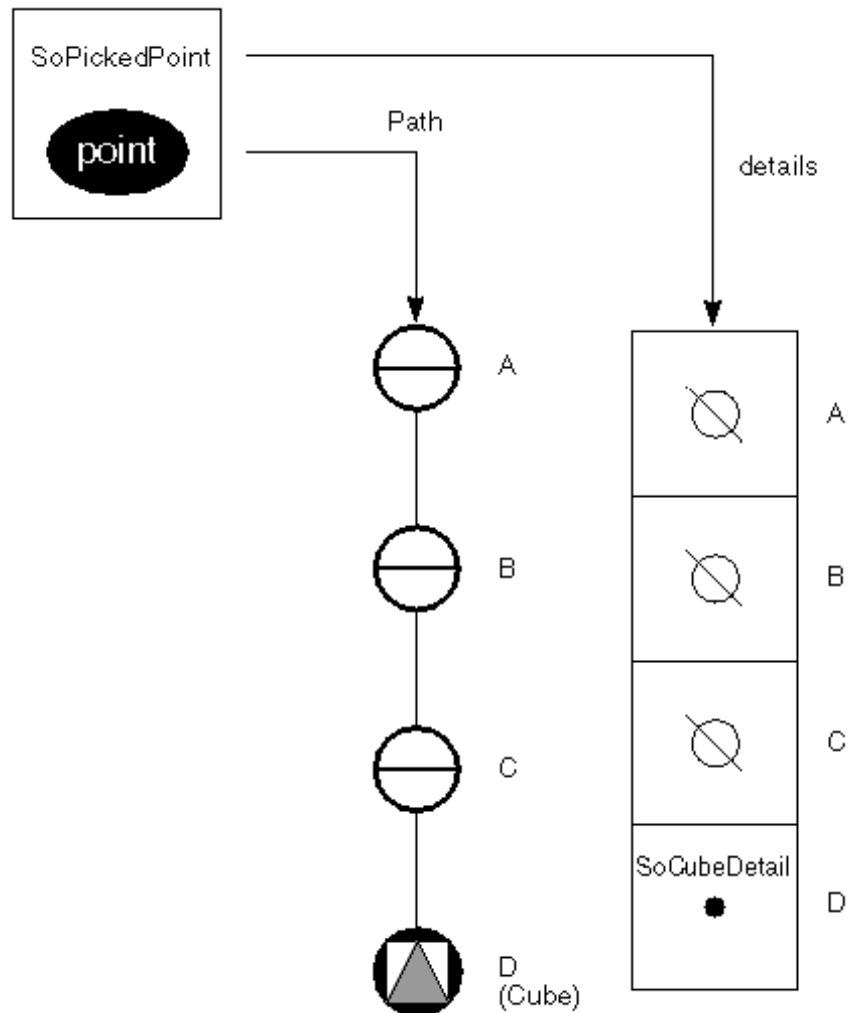 SoPickedPoint
point
Path
details
A
B
C
D
(Cube)
A
B
C
SoCubeDetail
D